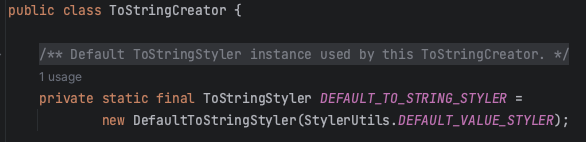 public class ToStringCreator {
/** Default ToStringStyler instance used by this ToStringCreator. */
1 usage
private static final ToStringStyler DEFAULT_TO_STRING_STYLER =
new DefaultToStringStyler(StylerUtils.DEFAULT_VALUE_STYLER);